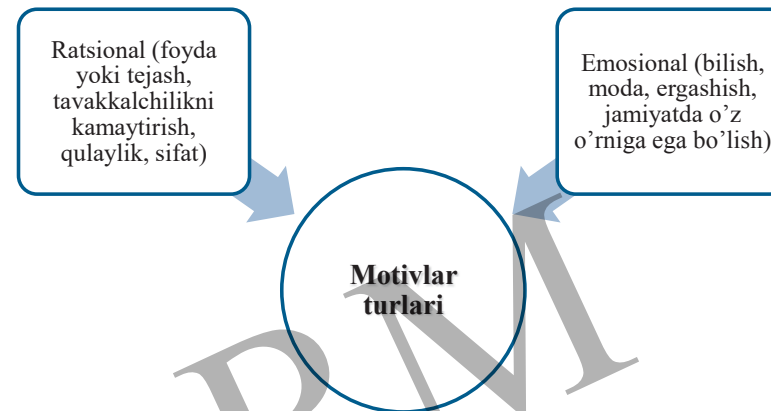 Ratsional (foyda
yoki tejash,
tavakkalchilikni
kamaytirish,
qulaylik, sifat)
Emosional (bilish,
moda, ergashish,
jamiyatda o’z
o’rniga ega bo’lish)
Motivlar
turlari